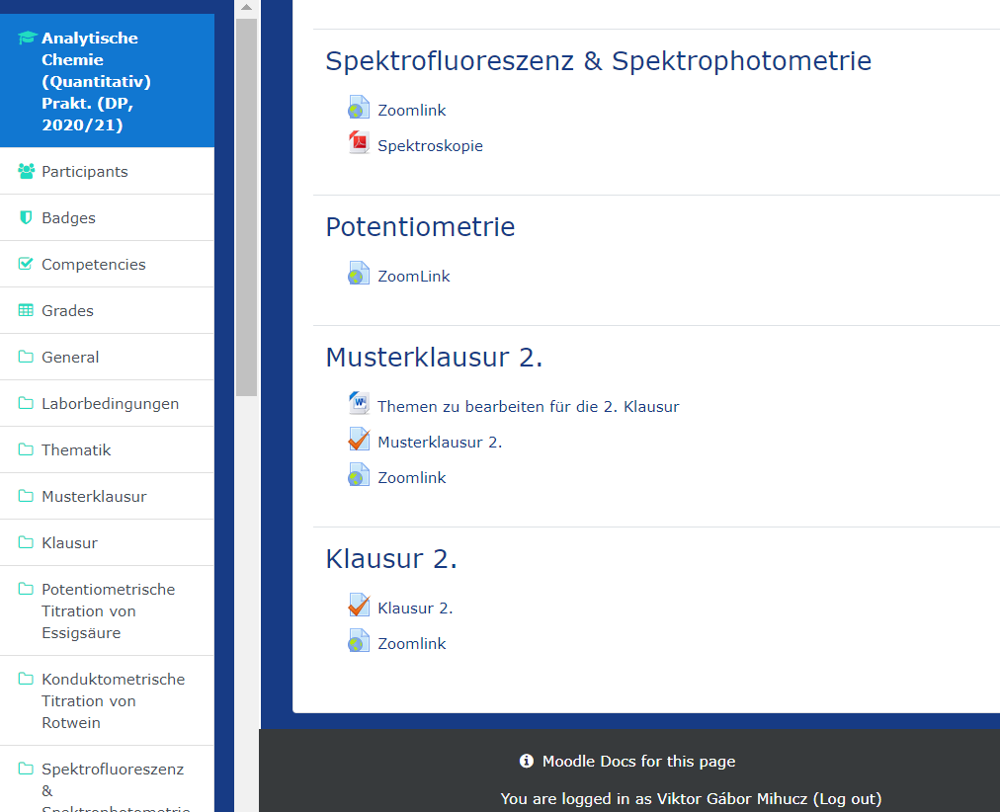 Analytische
Chemie
(Quantitativ)
Prakt. (DP,
2020/21)
Participants
Badges
Competencies
Grades
General
Laborbedingungen
Thematik
Musterklausur
Klausur
Potentiometrische
Titration von
Essigsäure
Konduktometrische
Titration von
Rotwein
Spektrofluoreszenz
&
Spektrophotometrie
Spektrofluoreszenz & Spektrophotometrie
Zoomlink
Spektroskopie
Potentiometrie
ZoomLink
Musterklausur 2.
Themen zu bearbeiten für die 2. Klausur
Musterklausur 2.
Zoomlink
Klausur 2.
Klausur 2.
Zoomlink
Moodle Docs for this page
You are logged in as Viktor Gábor Mihucz (Log out)